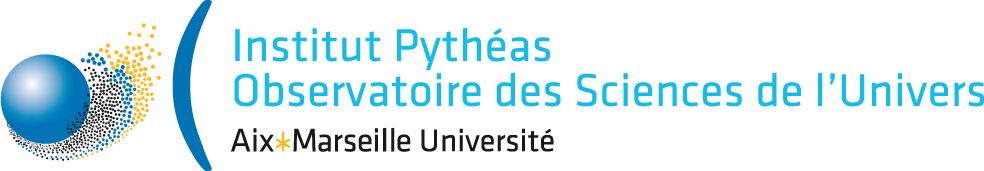 Institut Pythéas
Observatoire des Sciences de l'Univers
Aix*Marseille Université